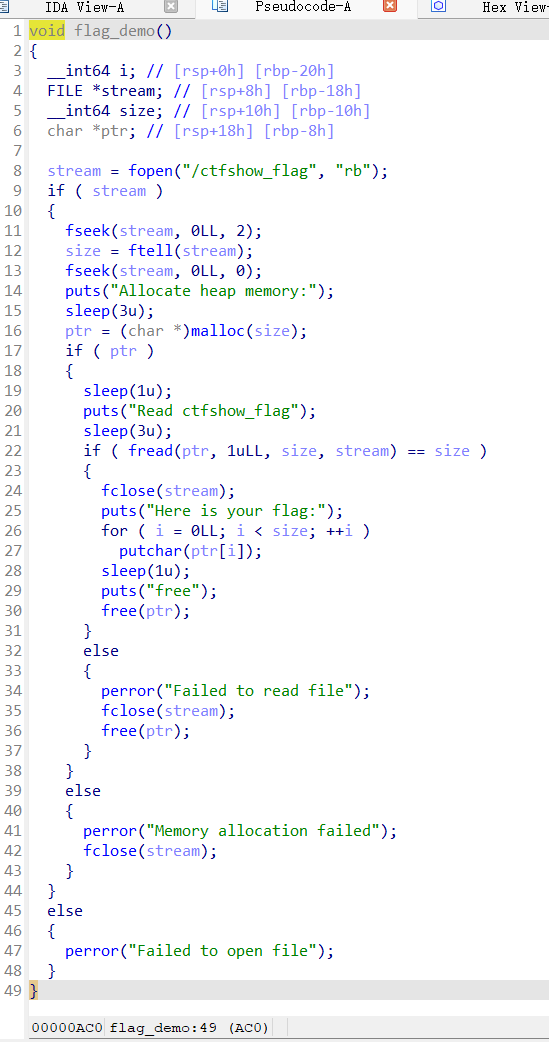 IDA View-A Pseudocode-A Hex View-
1 void flag_demo()
2 {
3 __int64 i; // [rsp+0h] [rbp-20h]
4 FILE *stream; // [rsp+8h] [rbp-18h]
5 __int64 size; // [rsp+10h] [rbp-10h]
6 char *ptr; // [rsp+18h] [rbp-8h]
7
8 stream = fopen("/ctfshow_flag", "rb");
9 if ( stream )
10 {
11 fseek(stream, 0LL, 2);
12 size = ftell(stream);
13 fseek(stream, 0LL, 0);
14 puts("Allocate heap memory:");
15 sleep(3u);
16 ptr = (char *)malloc(size);
17 if ( ptr )
18 {
19 sleep(1u);
20 puts("Read ctfshow_flag");
21 sleep(3u);
22 if ( fread(ptr, 1uLL, size, stream) == size )
23 {
24 fclose(stream);
25 puts("Here is your flag:");
26 for ( i = 0LL; i < size; ++i )
27 putchar(ptr[i]);
28 sleep(1u);
29 puts("free");
30 free(ptr);
31 }
32 else
33 {
34 perror("Failed to read file");
35 fclose(stream);
36 free(ptr);
37 }
38 }
39 else
40 {
41 perror("Memory allocation failed");
42 fclose(stream);
43 }
44 }
45 else
46 {
47 perror("Failed to open file");
48 }
49 }
00000AC0 flag_demo:49 (AC0)